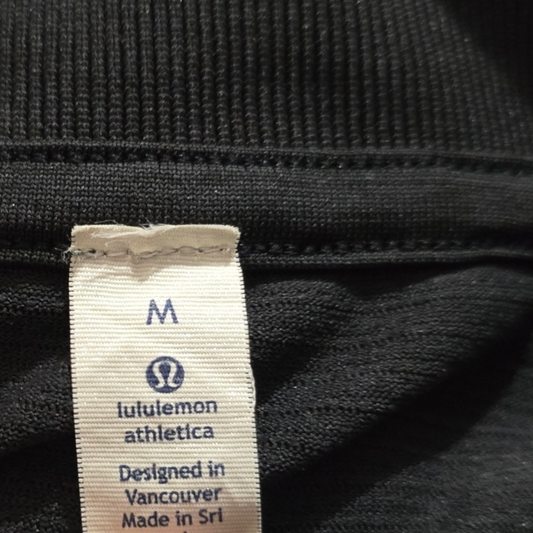 M
lululemon
athletica
Designed in
Vancouver
Made in Sri